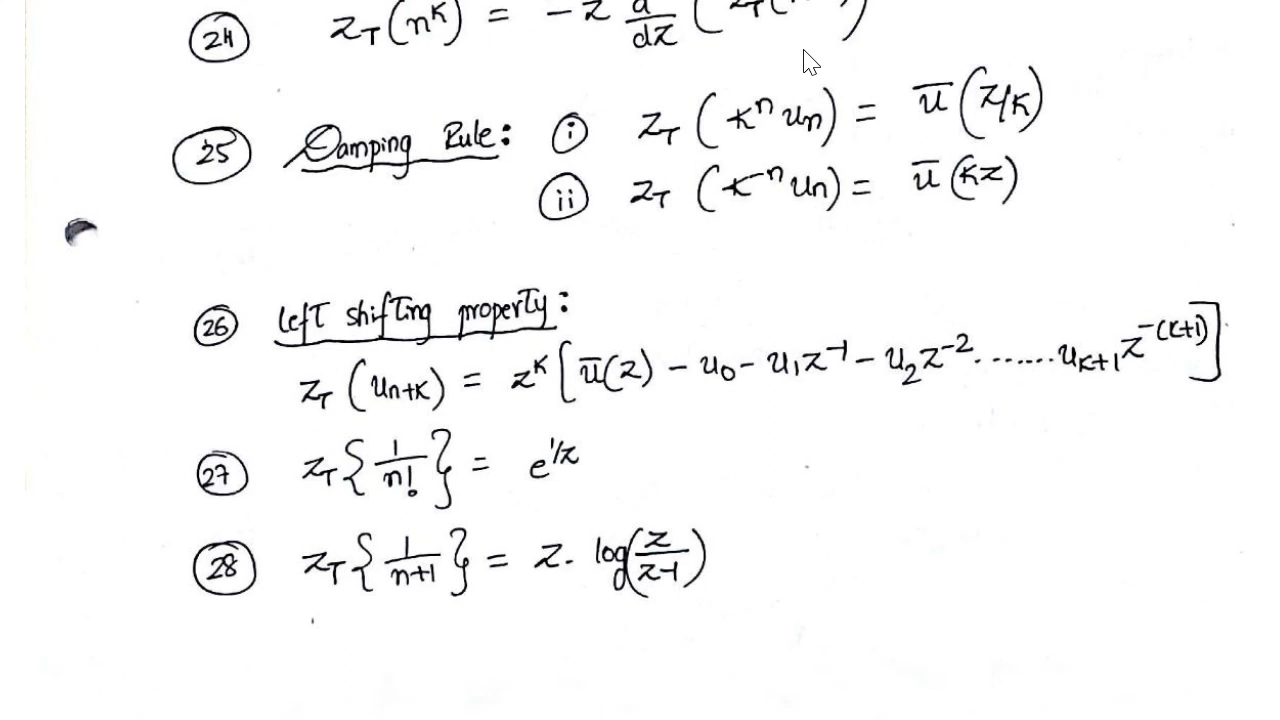 24 z_T(n^k) = -z d/dz (z_T(
25 Damping Rule: i z_T (k^n u_n) = ū(z/k)
ii z_T (k^-n u_n) = ū(kz)
26 Left shifting property:
z_T (u_n+k) = z^k [ū(z) - u_0 - u_1 z^-1 - u_2 z^-2 ....... u_k+1 z^-(k+1)]
27 z_T {1/n!} = e^1/z
28 z_T {1/n+1} = z. log(z/z-1)